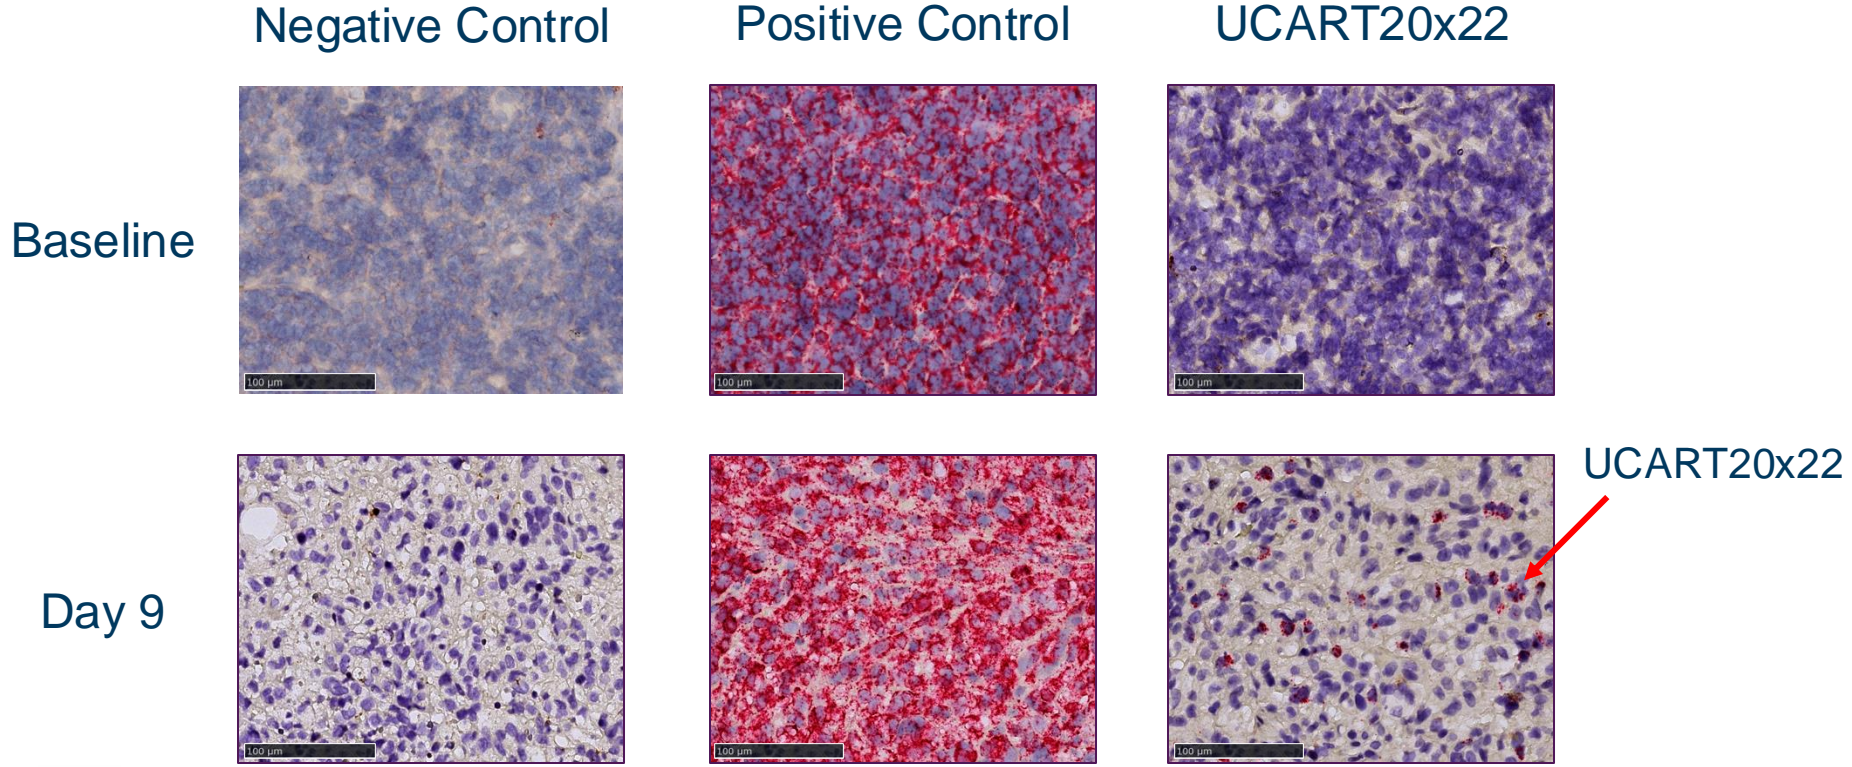 Negative Control
Positive Control
UCART20x22
Baseline
100 µm
100 µm
100 µm
UCART20x22
Day 9
100 µm
100 µm
100 µm